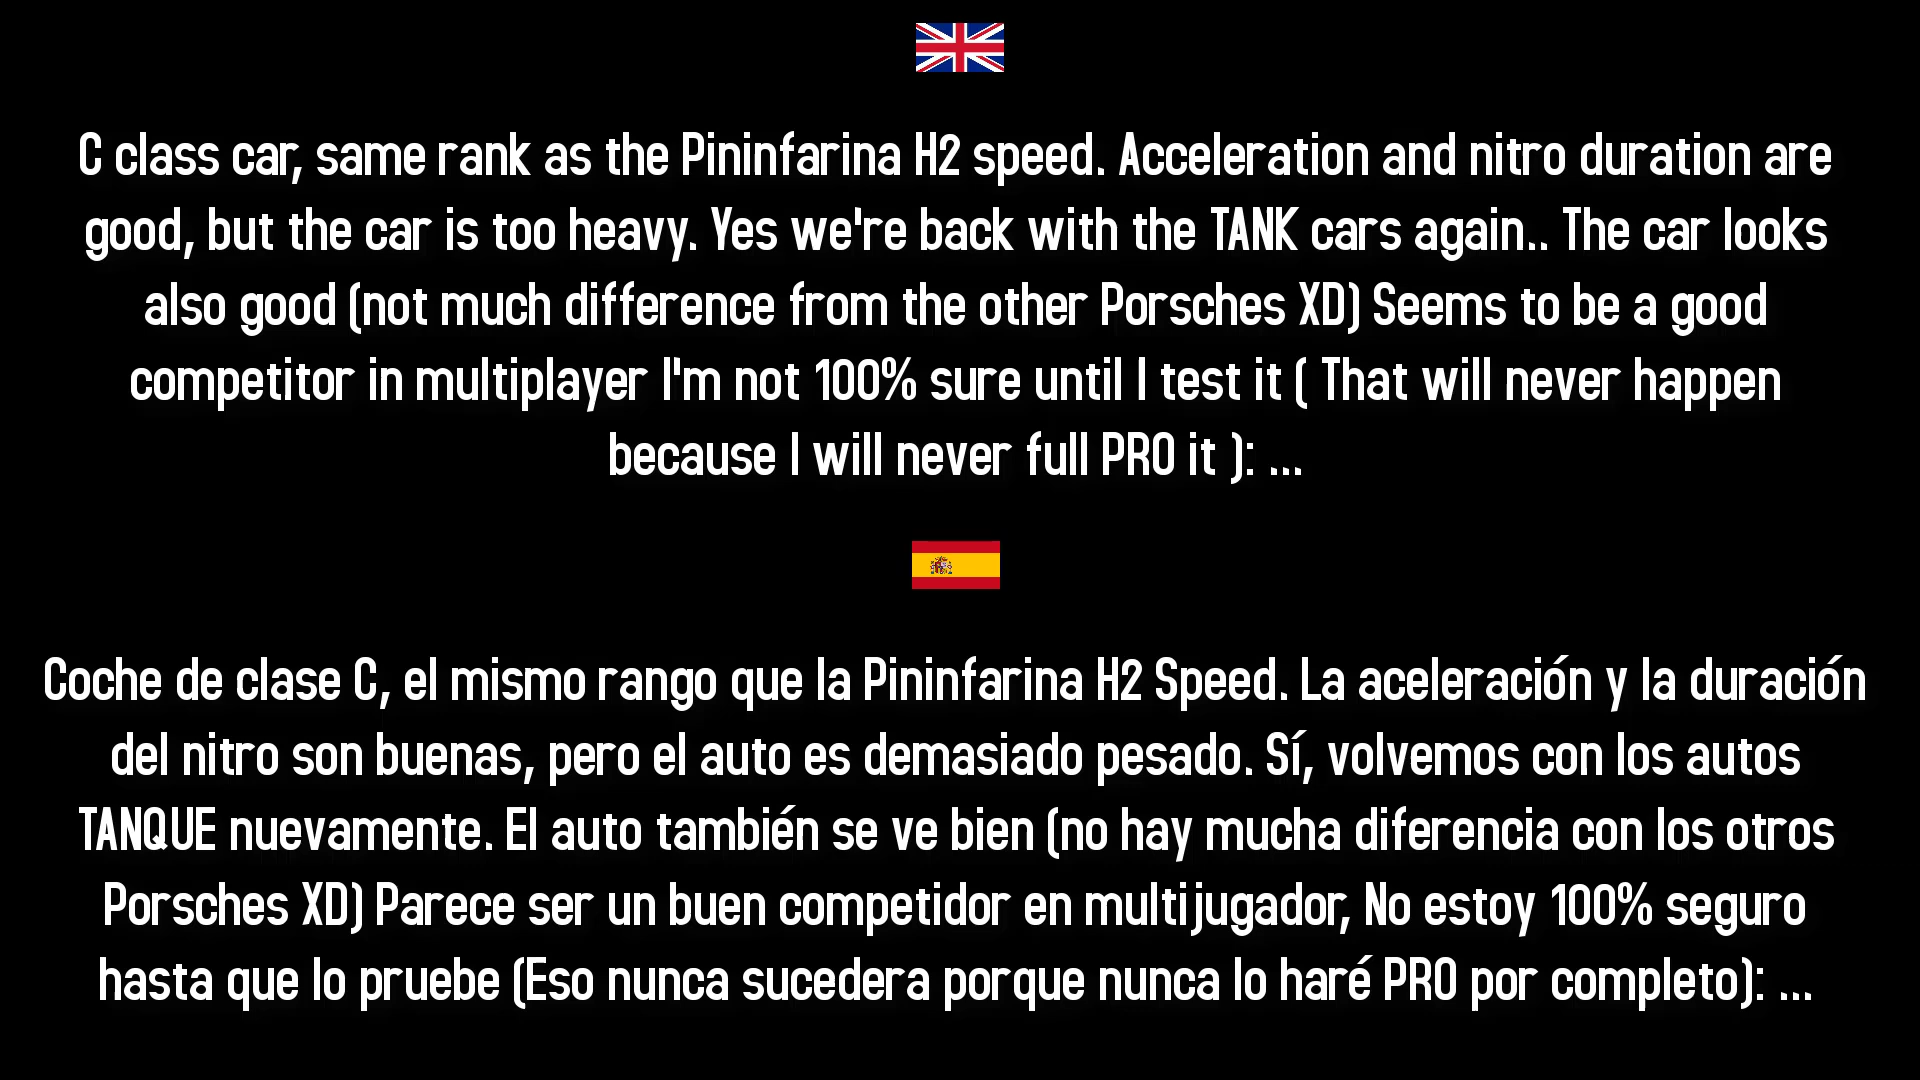 C class car, same rank as the Pininfarina H2 speed. Acceleration and nitro duration are
good, but the car is too heavy. Yes we're back with the TANK cars again.. The car looks
also good (not much difference from the other Porsches XD) Seems to be a good
competitor in multiplayer I'm not 100% sure until I test it ( That will never happen
because I will never full PRO it ): ...
Coche de clase C, el mismo rango que la Pininfarina H2 Speed. La aceleración y la duración
del nitro son buenas, pero el auto es demasiado pesado. Sí, volvemos con los autos
TANQUE nuevamente. El auto también se ve bien (no hay mucha diferencia con los otros
Porsches XD) Parece ser un buen competidor en multijugador, No estoy 100% seguro
hasta que lo pruebe (Eso nunca sucedera porque nunca lo haré PRO por completo): ...